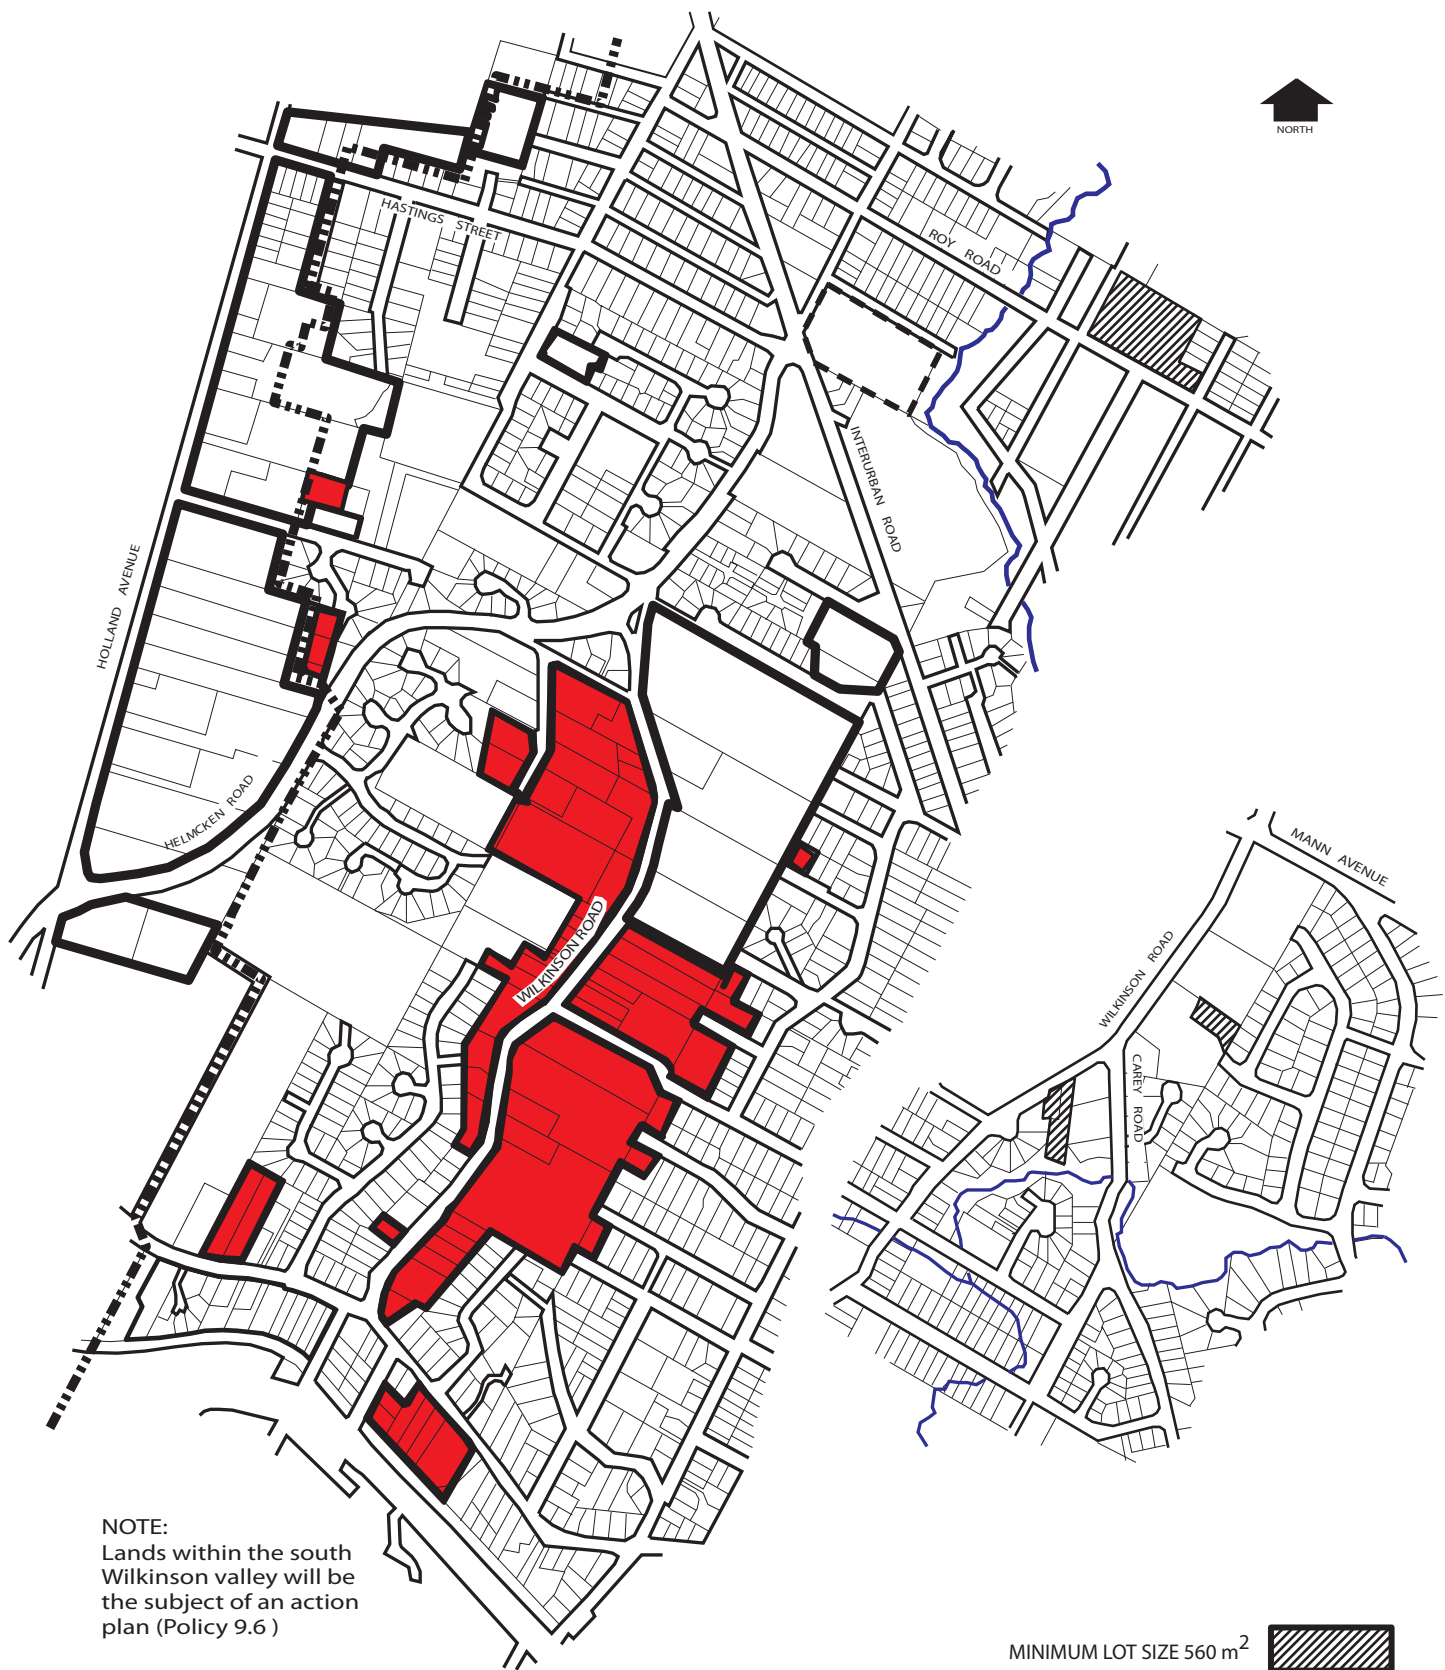 NORTH
HASTINGS STREET
ROY ROAD
INTERURBAN ROAD
HOLLAND AVENUE
HELMCKEN ROAD
WILKINSON ROAD
MANN AVENUE
WILKINSON ROAD
CAREY ROAD
NOTE:
Lands within the south
Wilkinson valley will be
the subject of an action
plan (Policy 9.6 )
MINIMUM LOT SIZE 560 m²